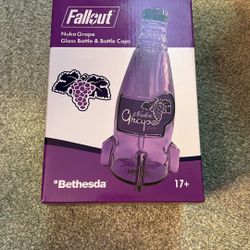 Fallout
Nuka Grape
Glass Bottle & Bottle Caps
Nuka
Grape
Bethesda
17+